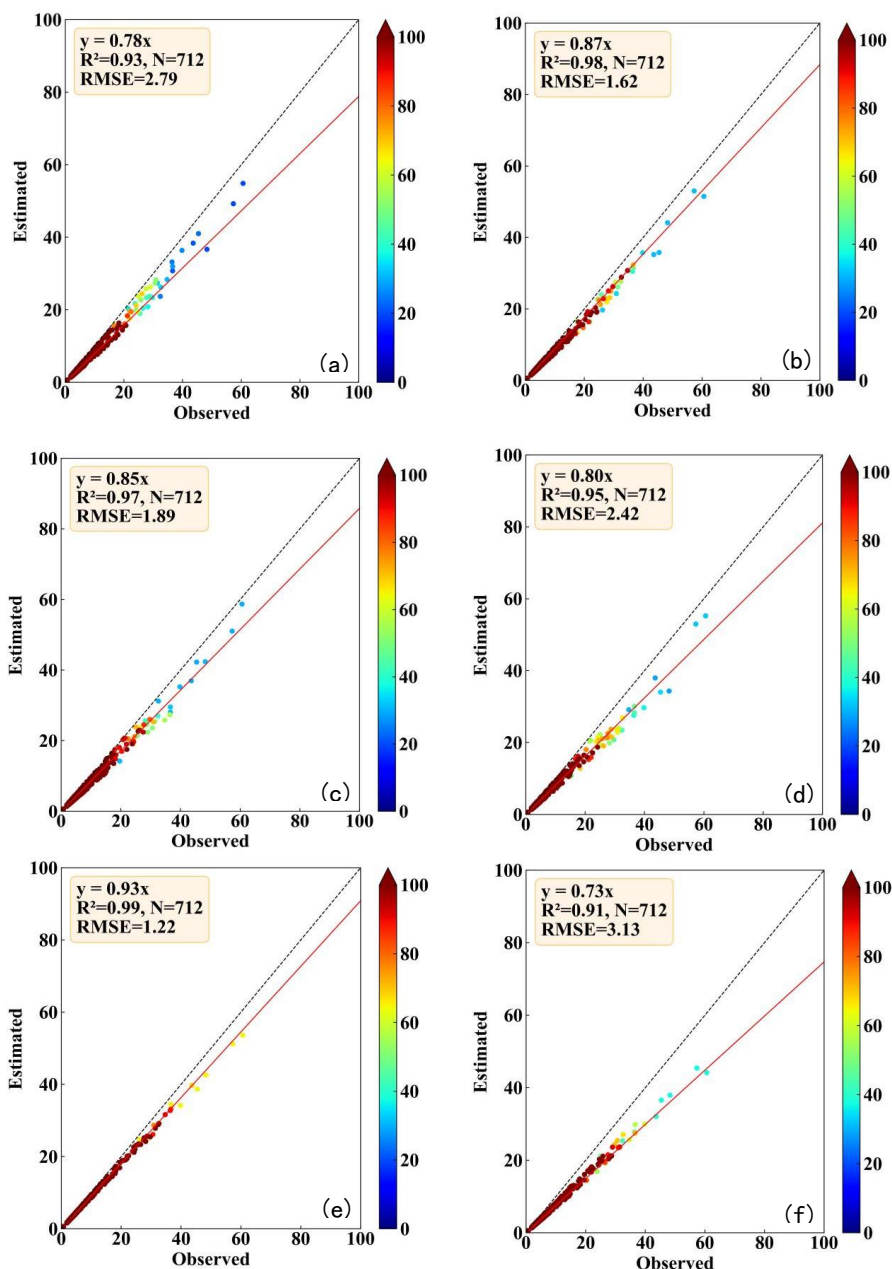 100
80
60
40
20
0
Estimated
y = 0.78x
R²=0.93, N=712
RMSE=2.79
(a)
0 20 40 60 80 100
Observed
100
80
60
40
20
0
100
80
60
40
20
0
Estimated
y = 0.87x
R²=0.98, N=712
RMSE=1.62
(b)
0 20 40 60 80 100
Observed
100
80
60
40
20
0
100
80
60
40
20
0
Estimated
y = 0.85x
R²=0.97, N=712
RMSE=1.89
(c)
0 20 40 60 80 100
Observed
100
80
60
40
20
0
100
80
60
40
20
0
Estimated
y = 0.80x
R²=0.95, N=712
RMSE=2.42
(d)
0 20 40 60 80 100
Observed
100
80
60
40
20
0
100
80
60
40
20
0
Estimated
y = 0.93x
R²=0.99, N=712
RMSE=1.22
(e)
0 20 40 60 80 100
Observed
100
80
60
40
20
0
100
80
60
40
20
0
Estimated
y = 0.73x
R²=0.91, N=712
RMSE=3.13
(f)
0 20 40 60 80 100
Observed
100
80
60
40
20
0